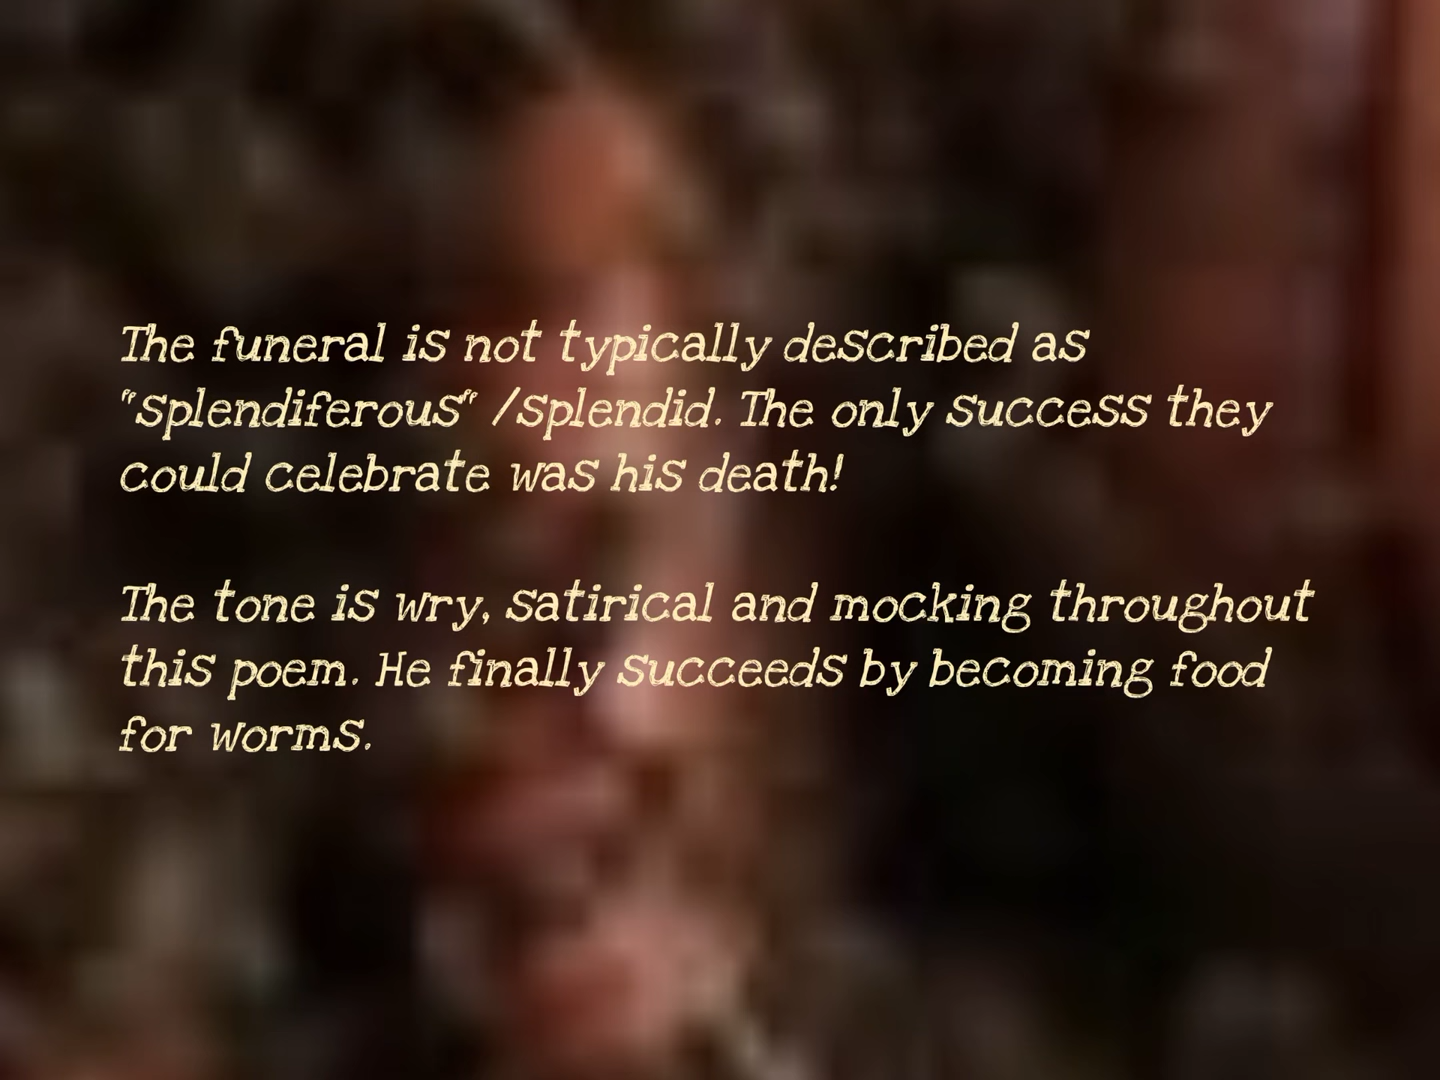 The funeral is not typically described as
"splendiferous" /splendid. The only success they
could celebrate was his death!
The tone is wry, satirical and mocking throughout
this poem. He finally succeeds by becoming food
for worms.